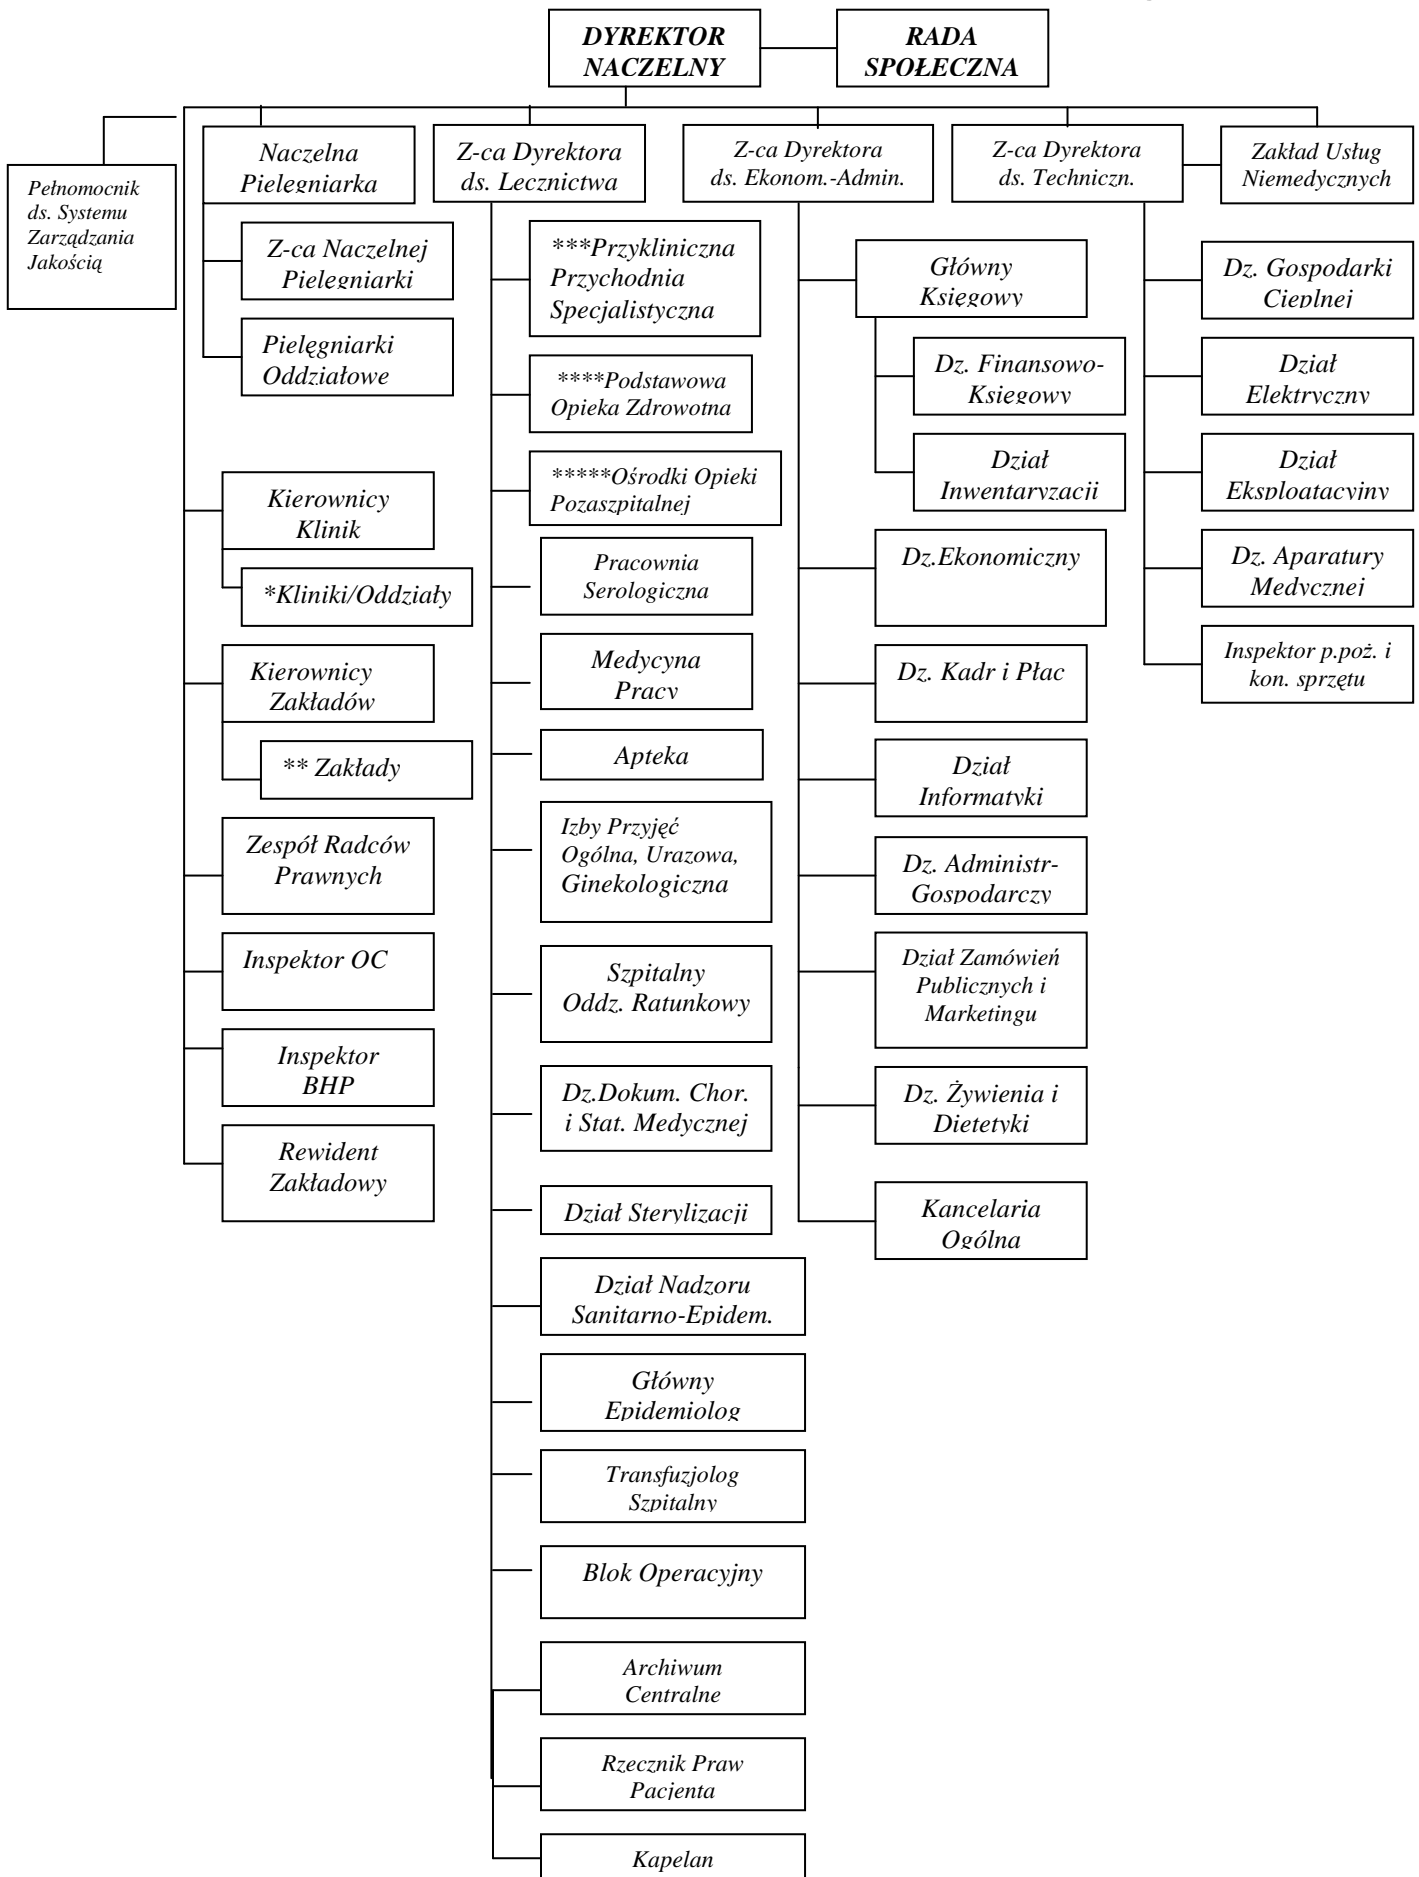 DYREKTOR
NACZELNY
RADA
SPOŁECZNA
Pełnomocnik
ds. Systemu
Zarządzania
Jakością
Naczelna
Pielęgniarka
Z-ca Naczelnej
Pielęgniarki
Pielęgniarki
Oddziałowe
Kierownicy
Klinik
*Kliniki/Oddziały
Kierownicy
Zakładów
** Zakłady
Zespół Radców
Prawnych
Inspektor OC
Inspektor
BHP
Rewident
Zakładowy
Z-ca Dyrektora
ds. Lecznictwa
***Przykliniczna
Przychodnia
Specjalistyczna
****Podstawowa
Opieka Zdrowotna
*****Ośrodki Opieki
Pozaszpitalnej
Pracownia
Serologiczna
Medycyna
Pracy
Apteka
Izby Przyjęć
Ogólna, Urazowa,
Ginekologiczna
Szpitalny
Oddz. Ratunkowy
Dz.Dokum. Chor.
i Stat. Medycznej
Dział Sterylizacji
Dział Nadzoru
Sanitarno-Epidem.
Główny
Epidemiolog
Transfuzjolog
Szpitalny
Blok Operacyjny
Archiwum
Centralne
Rzecznik Praw
Pacjenta
Kapelan
Z-ca Dyrektora
ds. Ekonom.-Admin.
Główny
Księgowy
Dz. Finansowo-
Księgowy
Dział
Inwentaryzacji
Dz.Ekonomiczny
Dz. Kadr i Płac
Dział
Informatyki
Dz. Administr-
Gospodarczy
Dział Zamówień
Publicznych i
Marketingu
Dz. Żywienia i
Dietetyki
Kancelaria
Ogólna
Z-ca Dyrektora
ds. Techniczn.
Zakład Usług
Niemedycznych
Dz. Gospodarki
Cieplnej
Dział
Elektryczny
Dział
Eksploatacyjny
Dz. Aparatury
Medycznej
Inspektor p.poż. i
kon. sprzętu